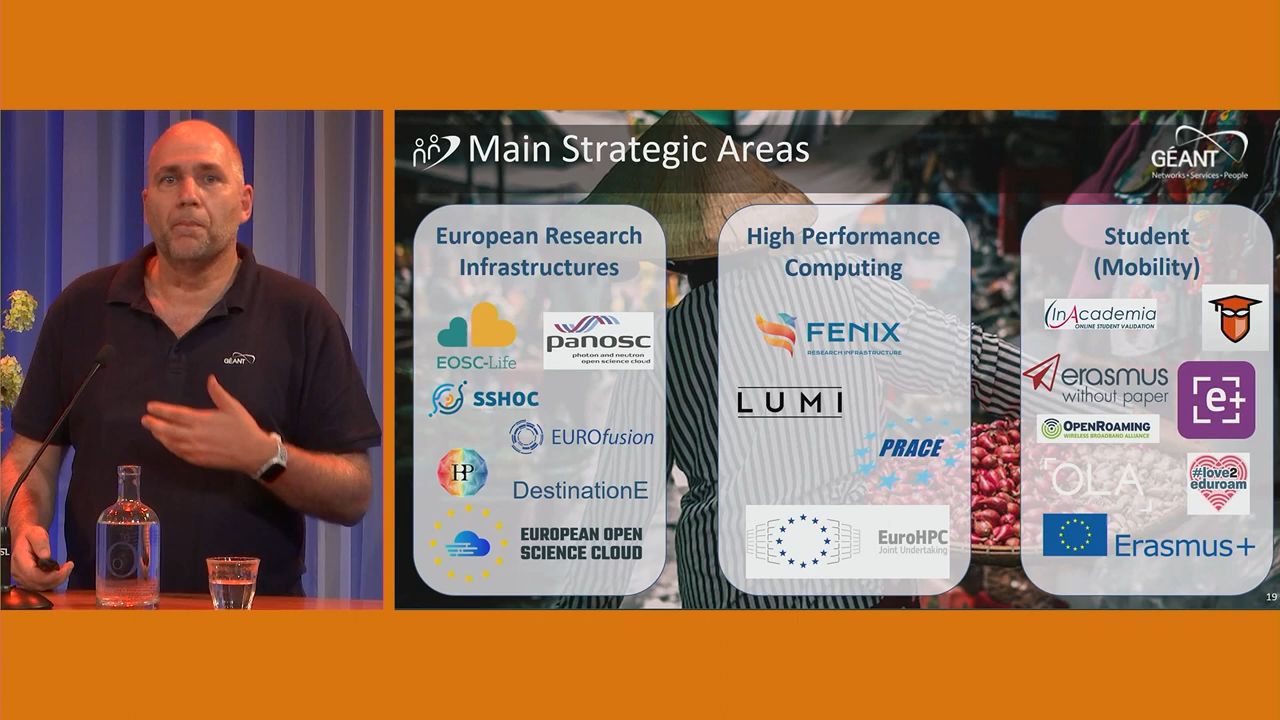 GÉANT
SL
Main Strategic Areas
GÉANT
Networks • Services • People
European Research
Infrastructures
EOSC-Life
panosc
photon and neutron
open science cloud
SSHOC
EUROfusion
HP
DestinationE
EUROPEAN OPEN
SCIENCE CLOUD
High Performance
Computing
FENIX
RESEARCH INFRASTRUCTURE
LUMI
PRACE
EuroHPC
Joint Undertaking
Student
(Mobility)
InAcademia
ONLINE STUDENT VALIDATION
erasmus
without paper
e+
OPENROAMING
WIRELESS BROADBAND ALLIANCE
OLA
#love2
eduroam
Erasmus+
19